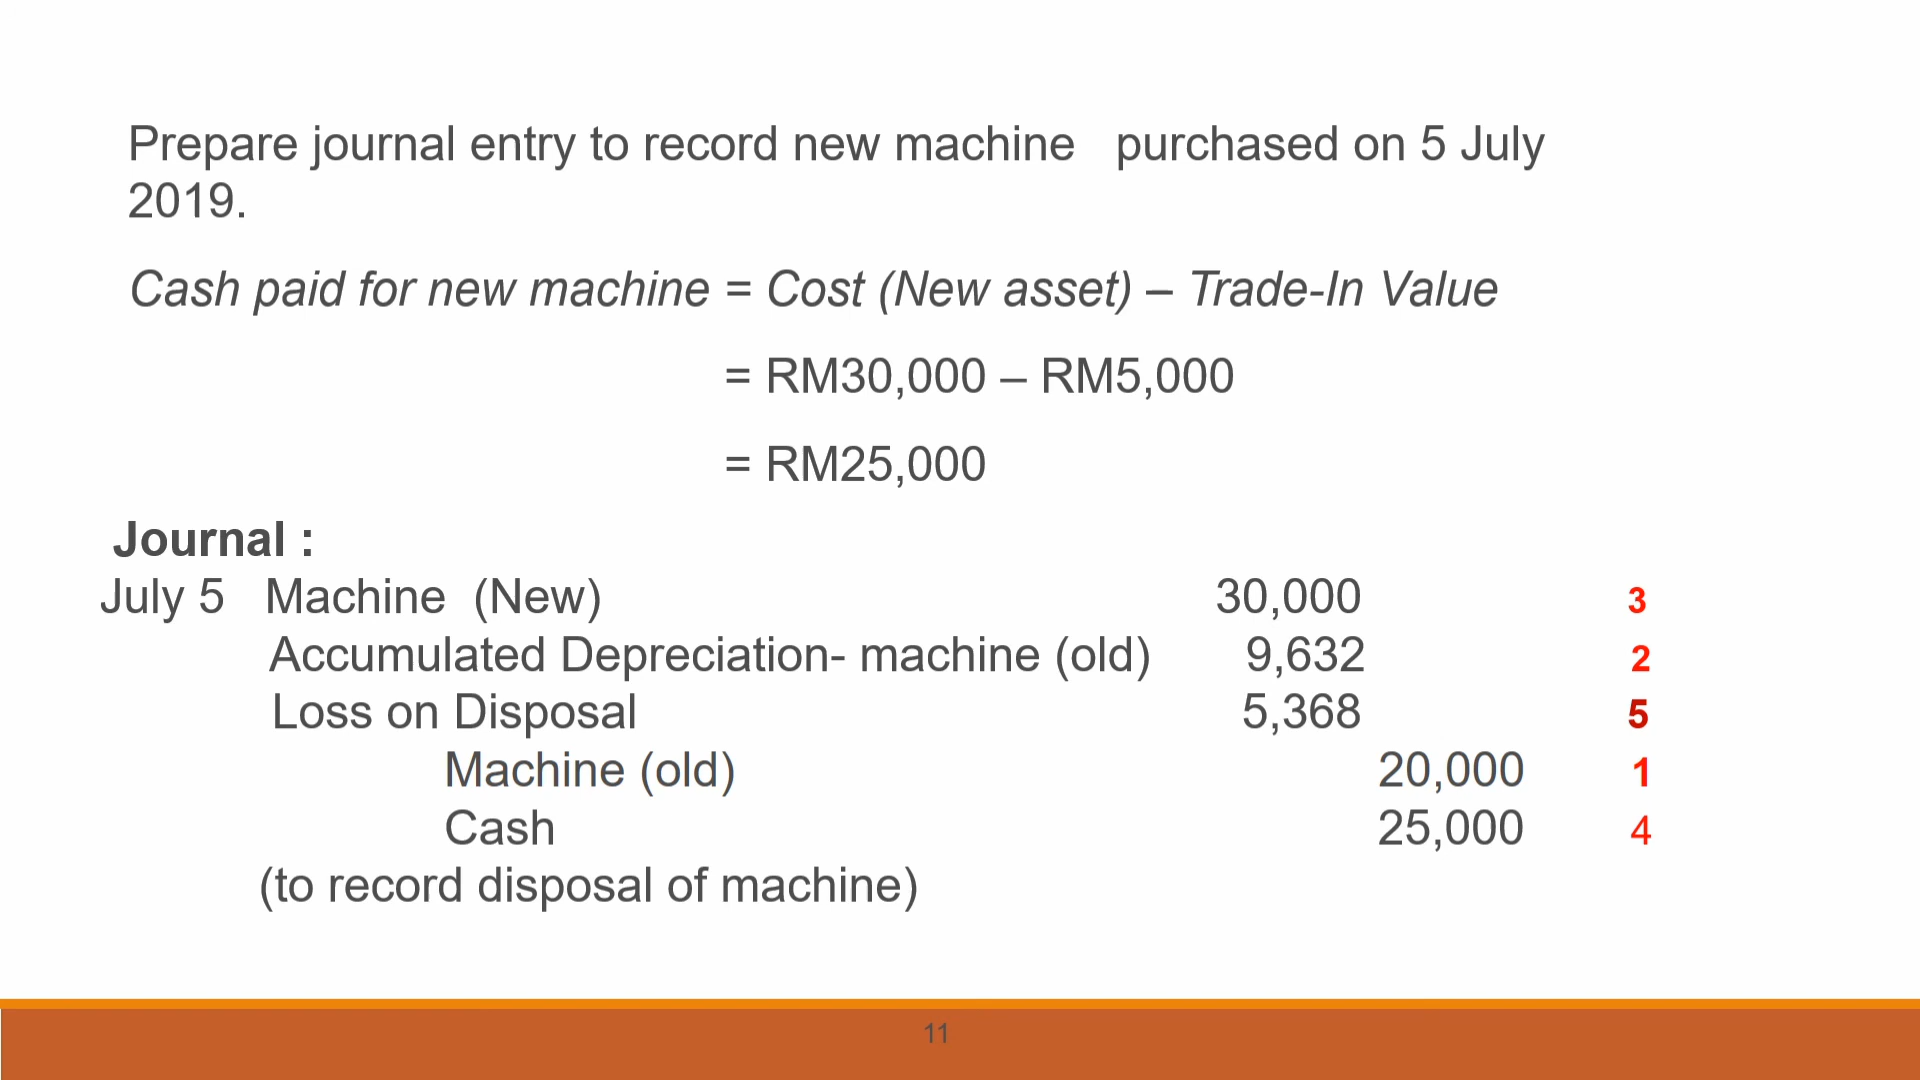 Prepare journal entry to record new machine purchased on 5 July
2019.
Cash paid for new machine = Cost (New asset) – Trade-In Value
= RM30,000 – RM5,000
= RM25,000
Journal :
July 5 Machine (New) 30,000 3
Accumulated Depreciation- machine (old) 9,632 2
Loss on Disposal 5,368 5
Machine (old) 20,000 1
Cash 25,000 4
(to record disposal of machine)
11